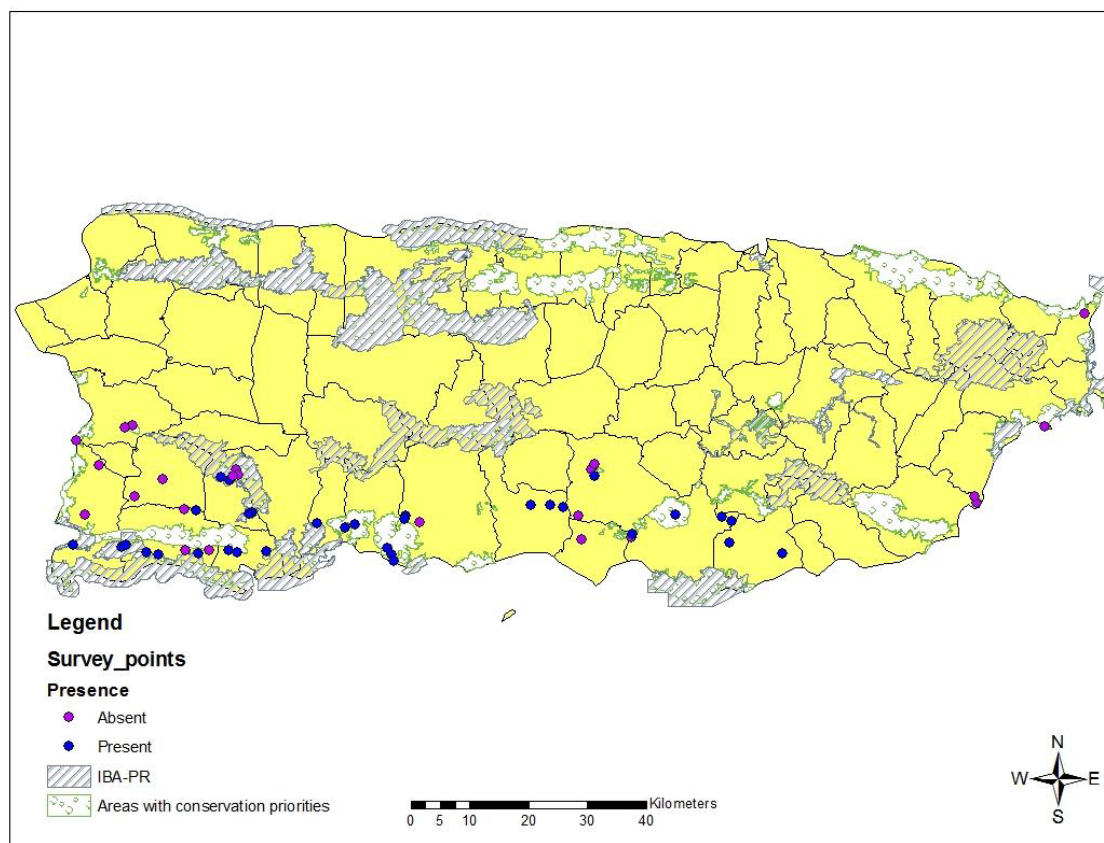 Legend
Survey_points
Presence
Absent
Present
IBA-PR
Areas with conservation priorities
Kilometers
0 5 10 20 30 40
N
W E
S